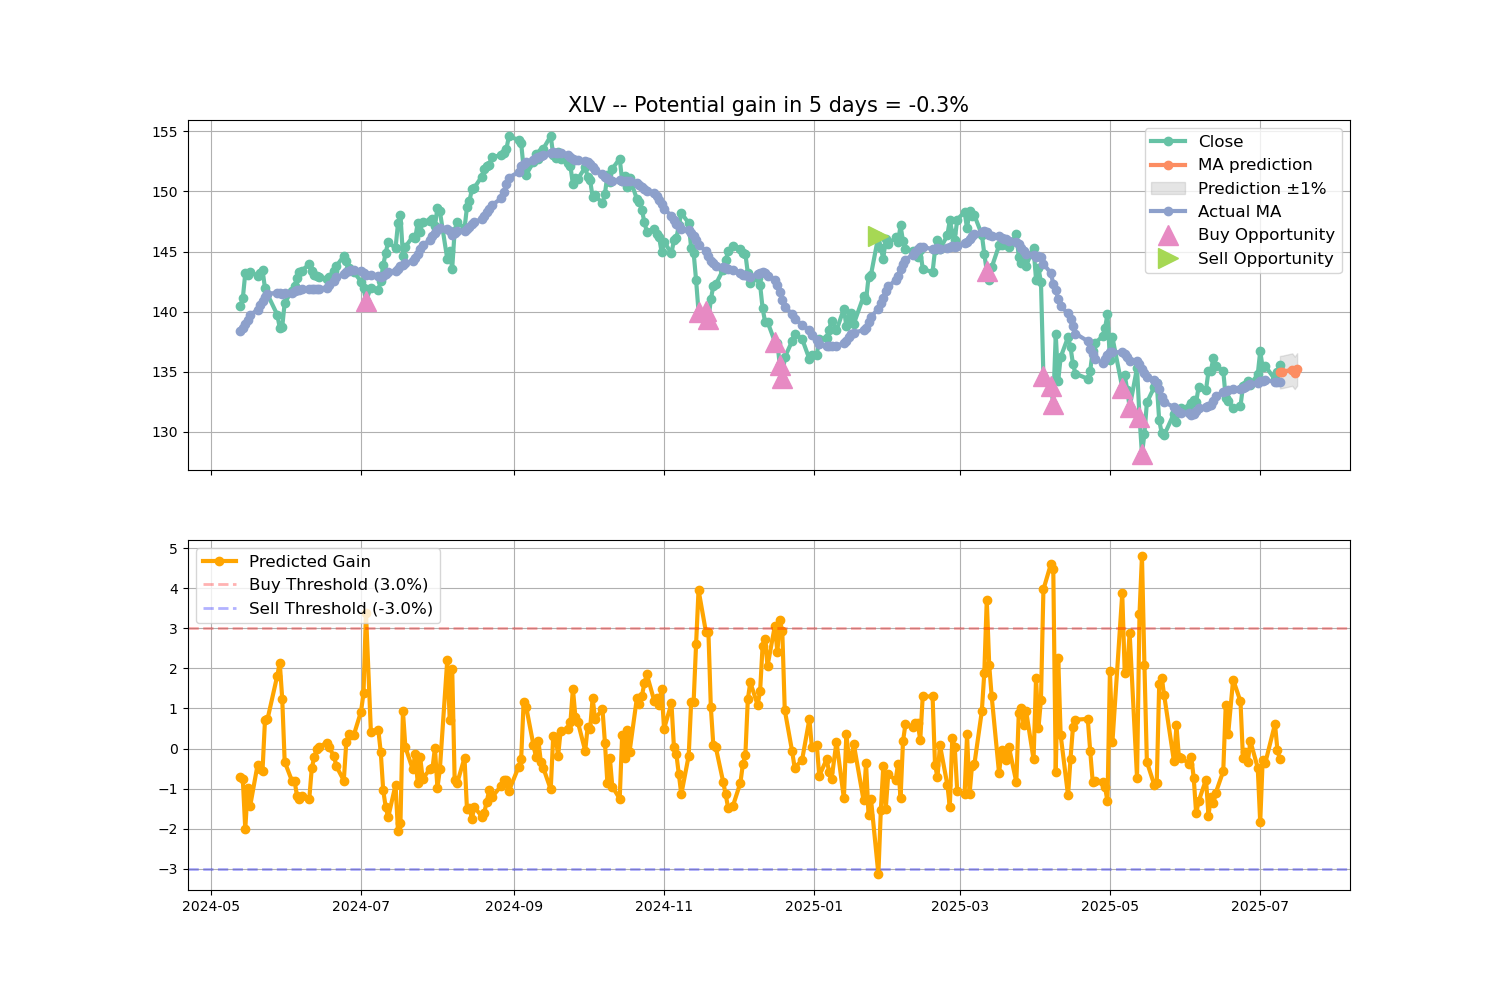 XLV -- Potential gain in 5 days = -0.3%
155
150
145
140
135
130
Close
MA prediction
Prediction ±1%
Actual MA
Buy Opportunity
Sell Opportunity
5
4
3
2
1
0
−1
−2
−3
Predicted Gain
Buy Threshold (3.0%)
Sell Threshold (-3.0%)
2024-05
2024-07
2024-09
2024-11
2025-01
2025-03
2025-05
2025-07